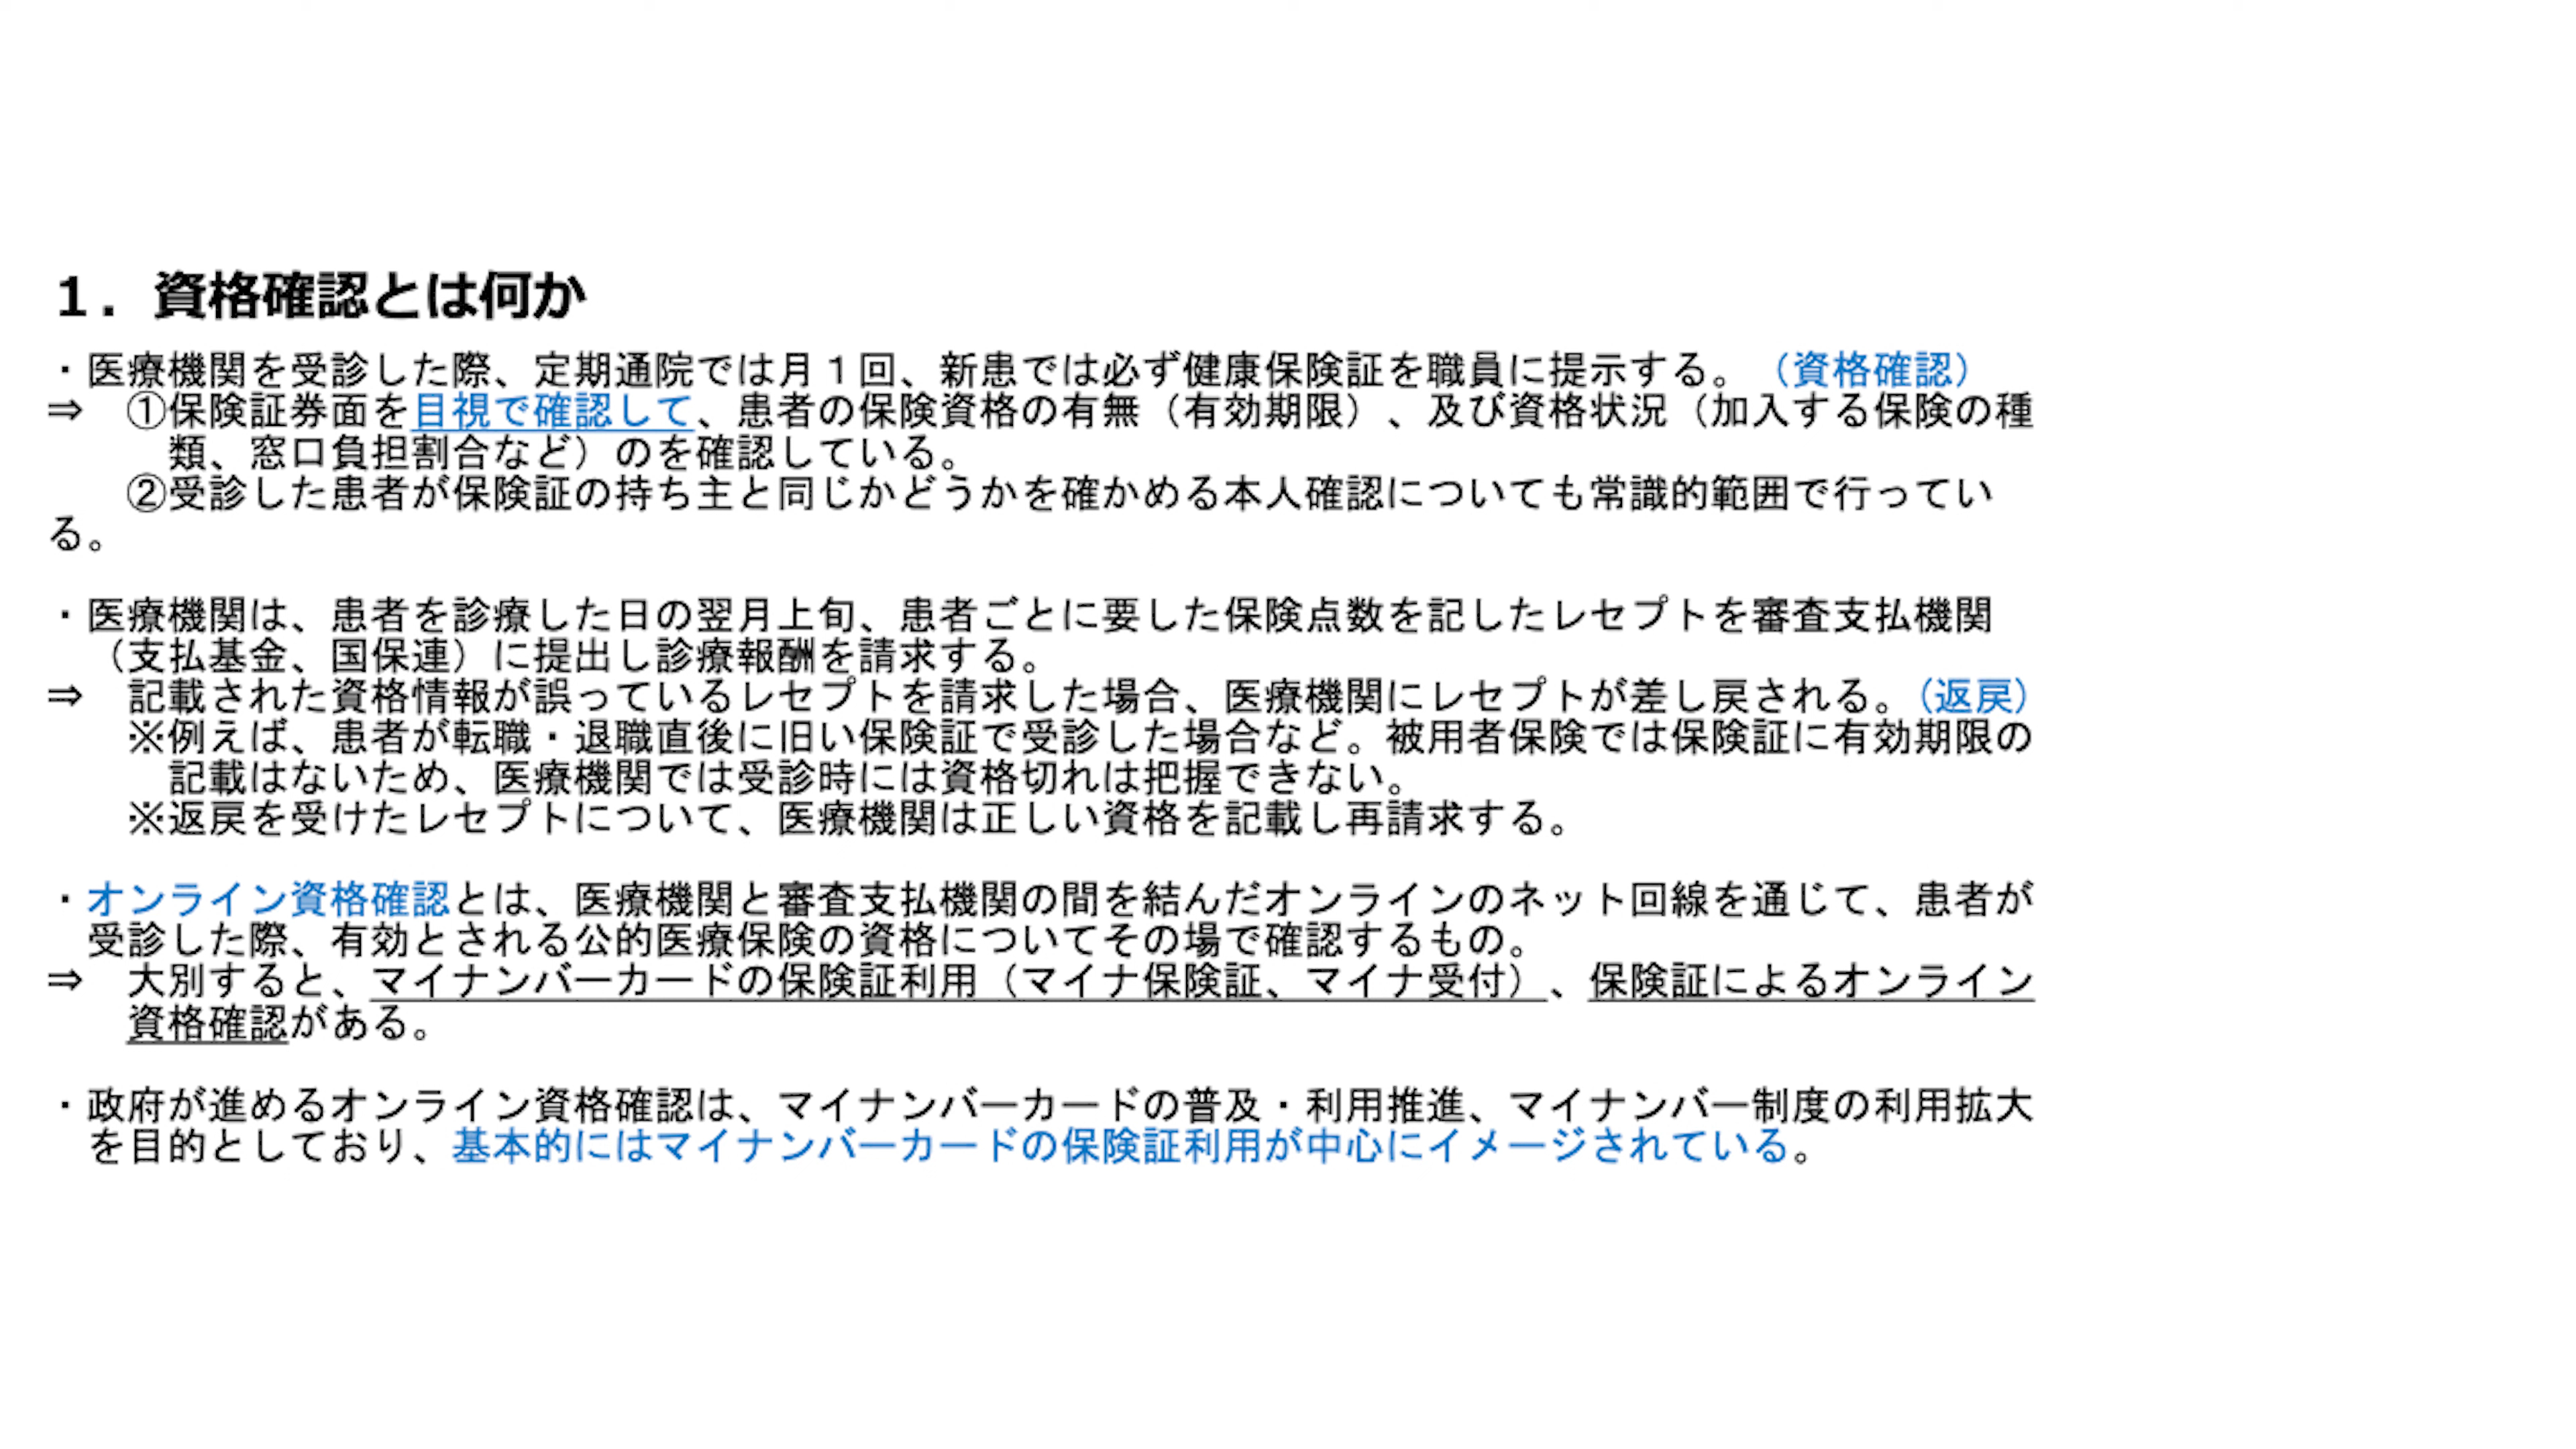 １．資格確認とは何か
・医療機関を受診した際、定期通院では月１回、新患では必ず健康保険証を職員に提示する。（資格確認）
⇒　①保険証券面を目視で確認して、患者の保険資格の有無（有効期限）、及び資格状況（加入する保険の種
類、窓口負担割合など）のを確認している。
②受診した患者が保険証の持ち主と同じかどうかを確かめる本人確認についても常識的範囲で行ってい
る。
・医療機関は、患者を診療した日の翌月上旬、患者ごとに要した保険点数を記したレセプトを審査支払機関
（支払基金、国保連）に提出し診療報酬を請求する。
⇒　記載された資格情報が誤っているレセプトを請求した場合、医療機関にレセプトが差し戻される。（返戻）
※例えば、患者が転職・退職直後に旧い保険証で受診した場合など。被用者保険では保険証に有効期限の
記載はないため、医療機関では受診時には資格切れは把握できない。
※返戻を受けたレセプトについて、医療機関は正しい資格を記載し再請求する。
・オンライン資格確認とは、医療機関と審査支払機関の間を結んだオンラインのネット回線を通じて、患者が
受診した際、有効とされる公的医療保険の資格についてその場で確認するもの。
⇒　大別すると、マイナンバーカードの保険証利用（マイナ保険証、マイナ受付）、保険証によるオンライン
資格確認がある。
・政府が進めるオンライン資格確認は、マイナンバーカードの普及・利用推進、マイナンバー制度の利用拡大
を目的としており、基本的にはマイナンバーカードの保険証利用が中心にイメージされている。